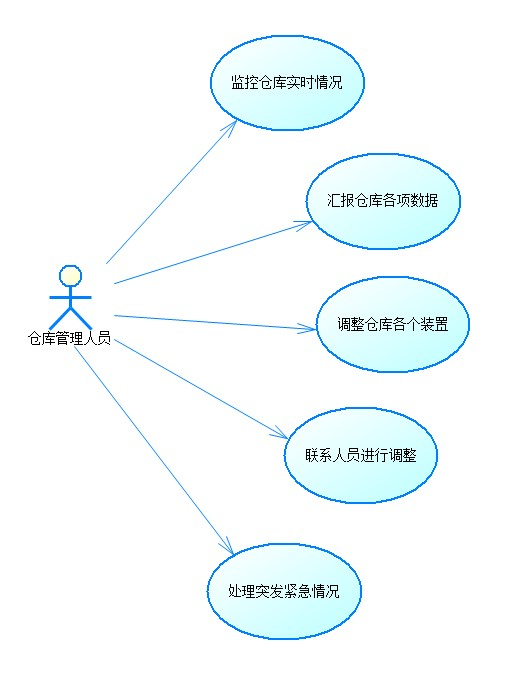 监控仓库实时情况
汇报仓库各项数据
调整仓库各个装置
仓库管理人员
联系人员进行调整
处理突发紧急情况